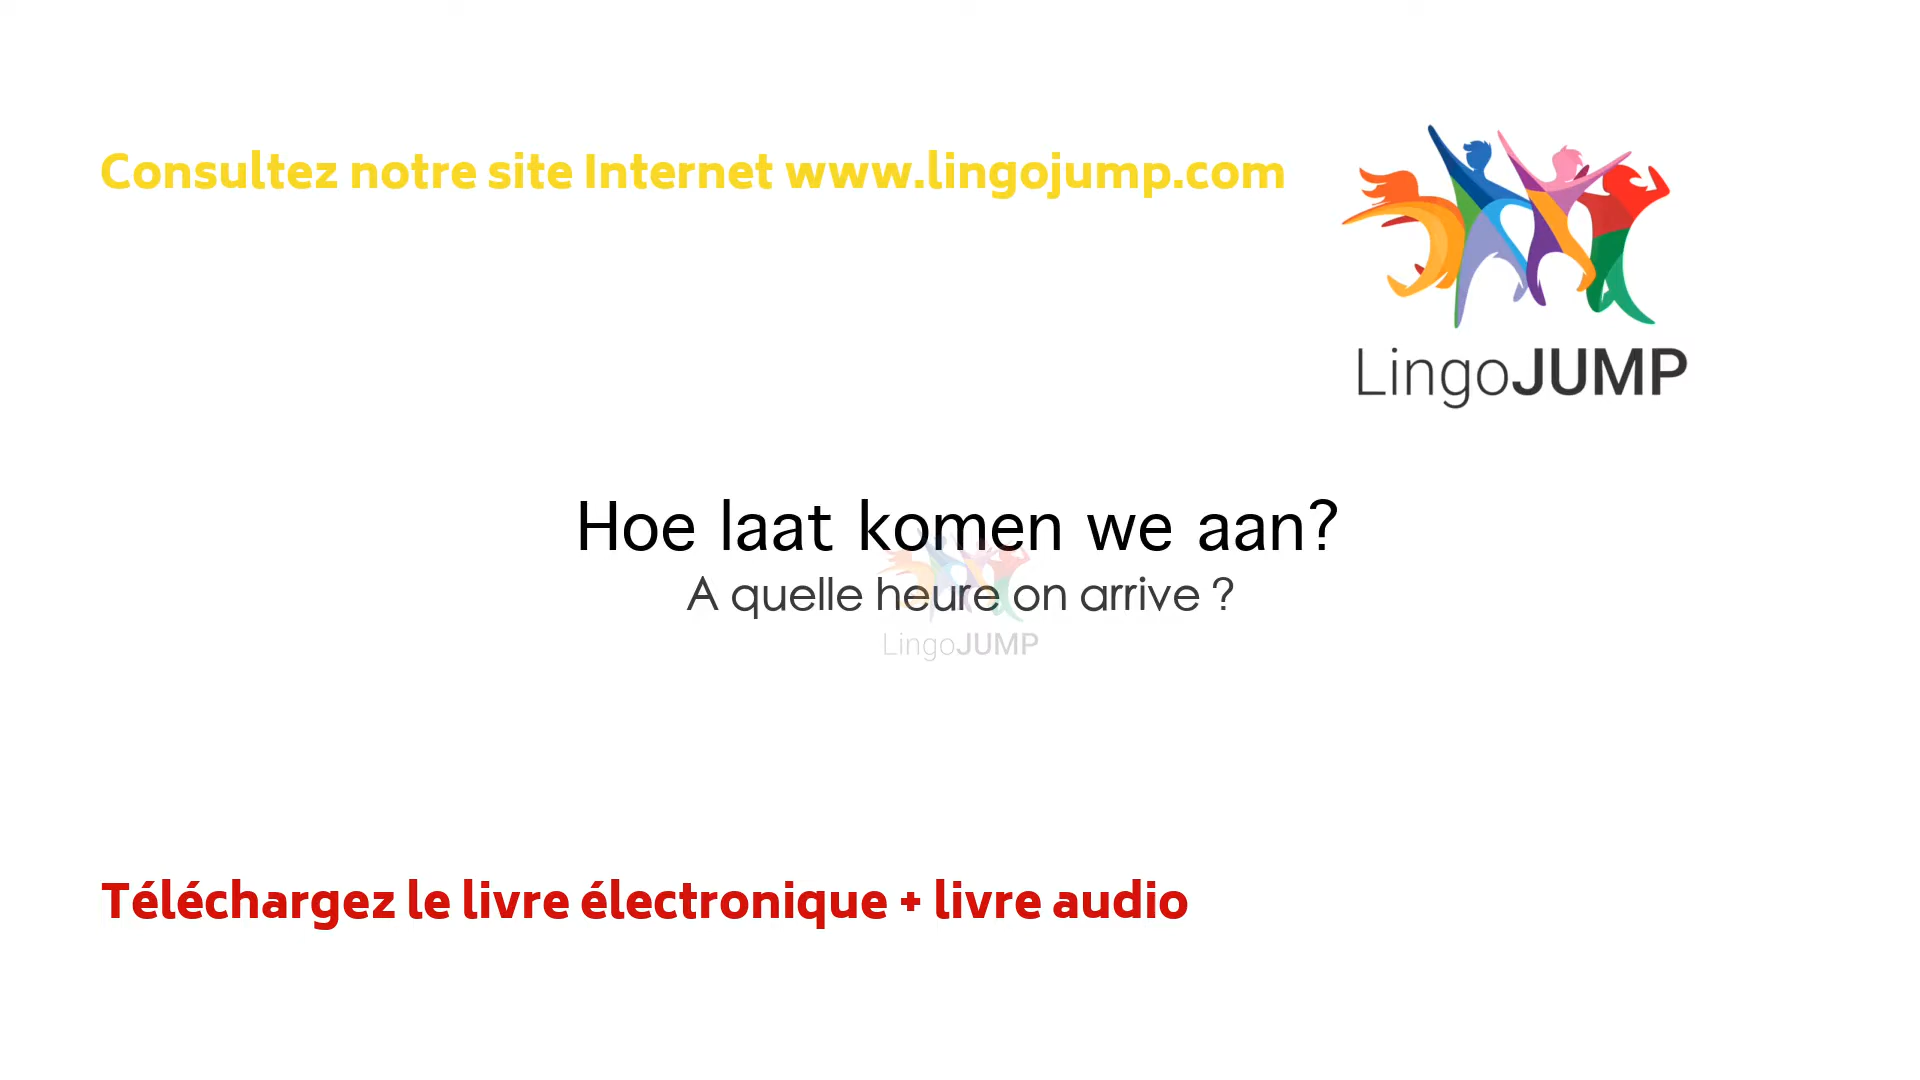 Consultez notre site Internet www.lingojump.com
LingoJUMP
Hoe laat komen we aan?
A quelle heure on arrive ?
LingoJUMP
Téléchargez le livre électronique + livre audio